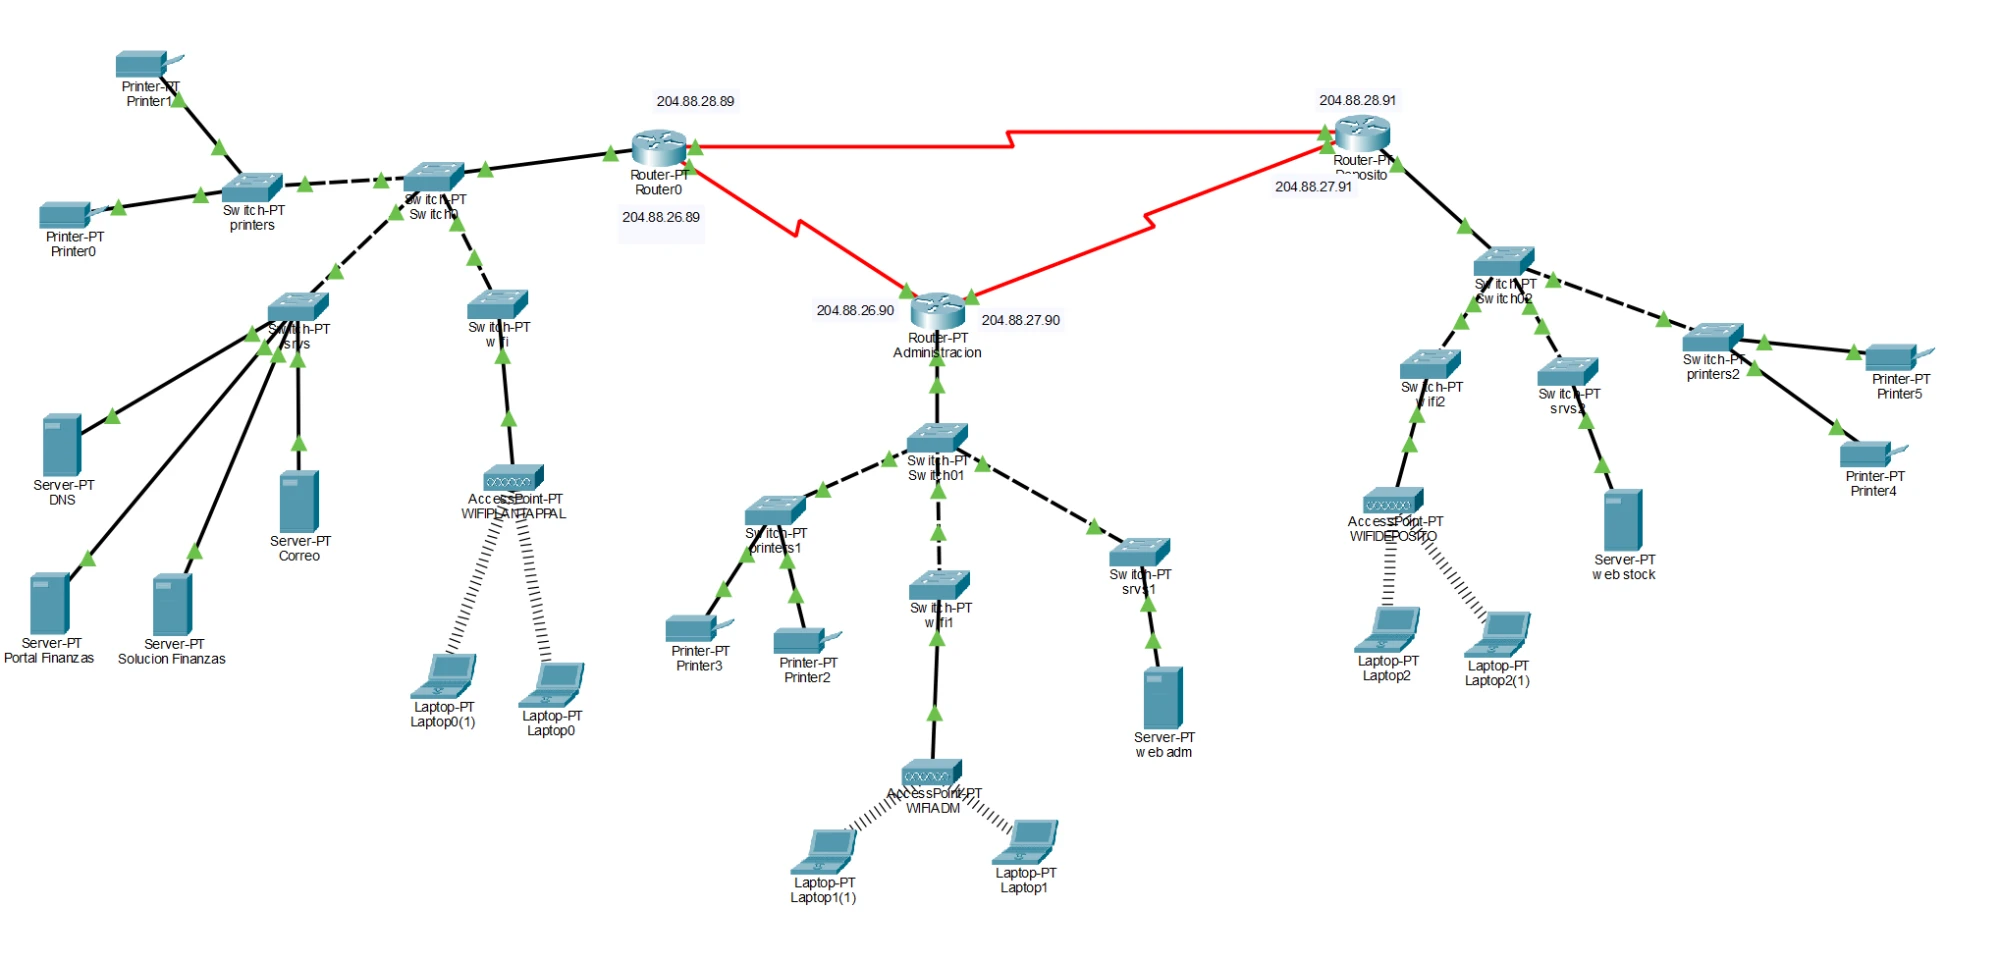 Printer-PT
Printer1
204.88.28.89
204.88.28.91
Router-PT
Deposito
Router-PT
Router0
204.88.27.91
Switch-PT
Switch0
Switch-PT
printers
204.88.26.89
Printer-PT
Printer0
Switch-PT
Switch02
204.88.26.90
204.88.27.90
Router-PT
Administracion
Switch-PT
srvs
Switch-PT
wifi
Switch-PT
printers2
Printer-PT
Printer5
Switch-PT
wifi2
Switch-PT
srvs2
Switch-PT
Switch01
Printer-PT
Printer4
Server-PT
DNS
AccessPoint-PT
WIFIPLANTAPPAL
Server-PT
Correo
AccessPoint-PT
WIFIDEPOSITO
Switch-PT
printers1
Server-PT
web stock
Switch-PT
srvs1
Switch-PT
wifi1
Server-PT
Portal Finanzas
Server-PT
Solucion Finanzas
Printer-PT
Printer3
Printer-PT
Printer2
Laptop-PT
Laptop2
Laptop-PT
Laptop2(1)
Laptop-PT
Laptop0(1)
Laptop-PT
Laptop0
Server-PT
web adm
AccessPoint-PT
WIFIADM
Laptop-PT
Laptop1(1)
Laptop-PT
Laptop1